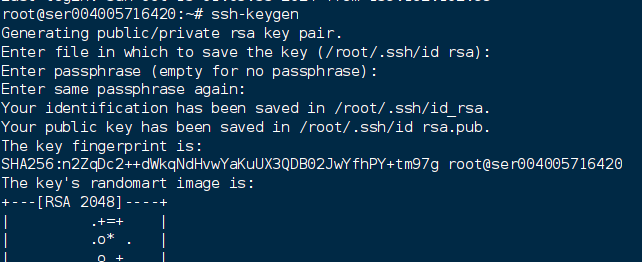 root@ser004005716420:~# ssh-keygen
Generating public/private rsa key pair.
Enter file in which to save the key (/root/.ssh/id rsa):
Enter passphrase (empty for no passphrase):
Enter same passphrase again:
Your identification has been saved in /root/.ssh/id_rsa.
Your public key has been saved in /root/.ssh/id rsa.pub.
The key fingerprint is:
SHA256:n2ZqDc2++dWkqNdHvwYaKuUX3QDB02JwYfhPY+tm97g root@ser004005716420
The key's randomart image is:
+---[RSA 2048]----+
|         .+=+    |
|         .o* .   |